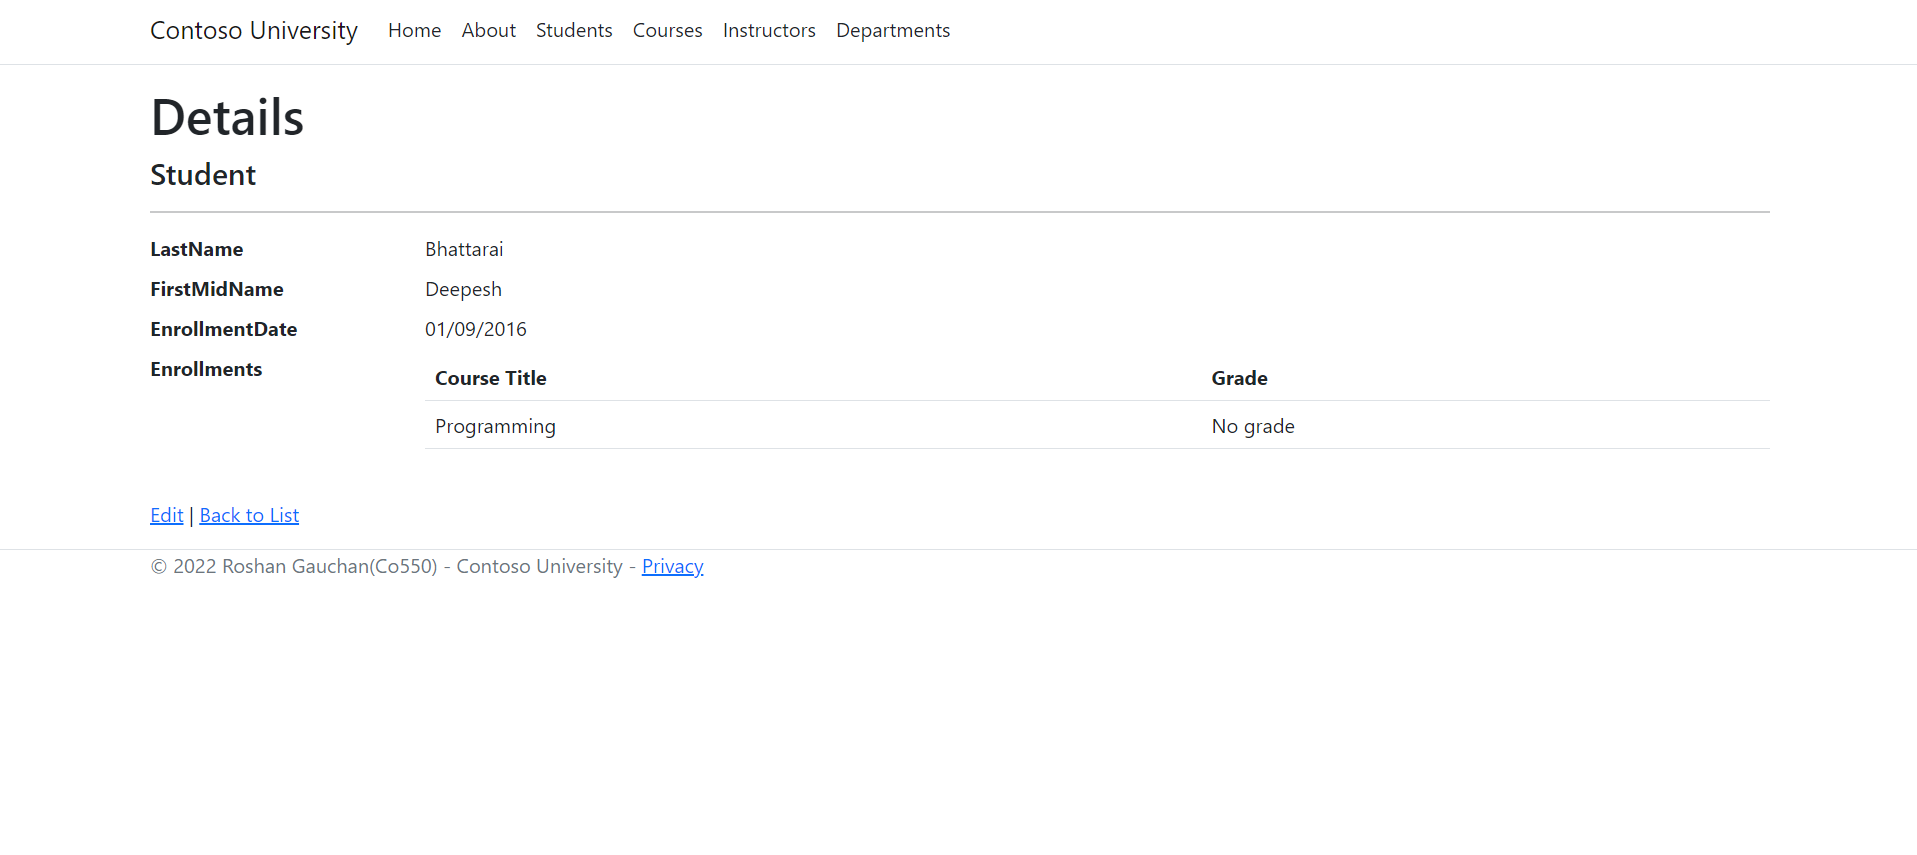 Contoso University Home About Students Courses Instructors Departments
Details
Student
LastName Bhattarai
FirstMidName Deepesh
EnrollmentDate 01/09/2016
Enrollments
Course Title Grade
Programming No grade
Edit | Back to List
© 2022 Roshan Gauchan(Co550) - Contoso University - Privacy